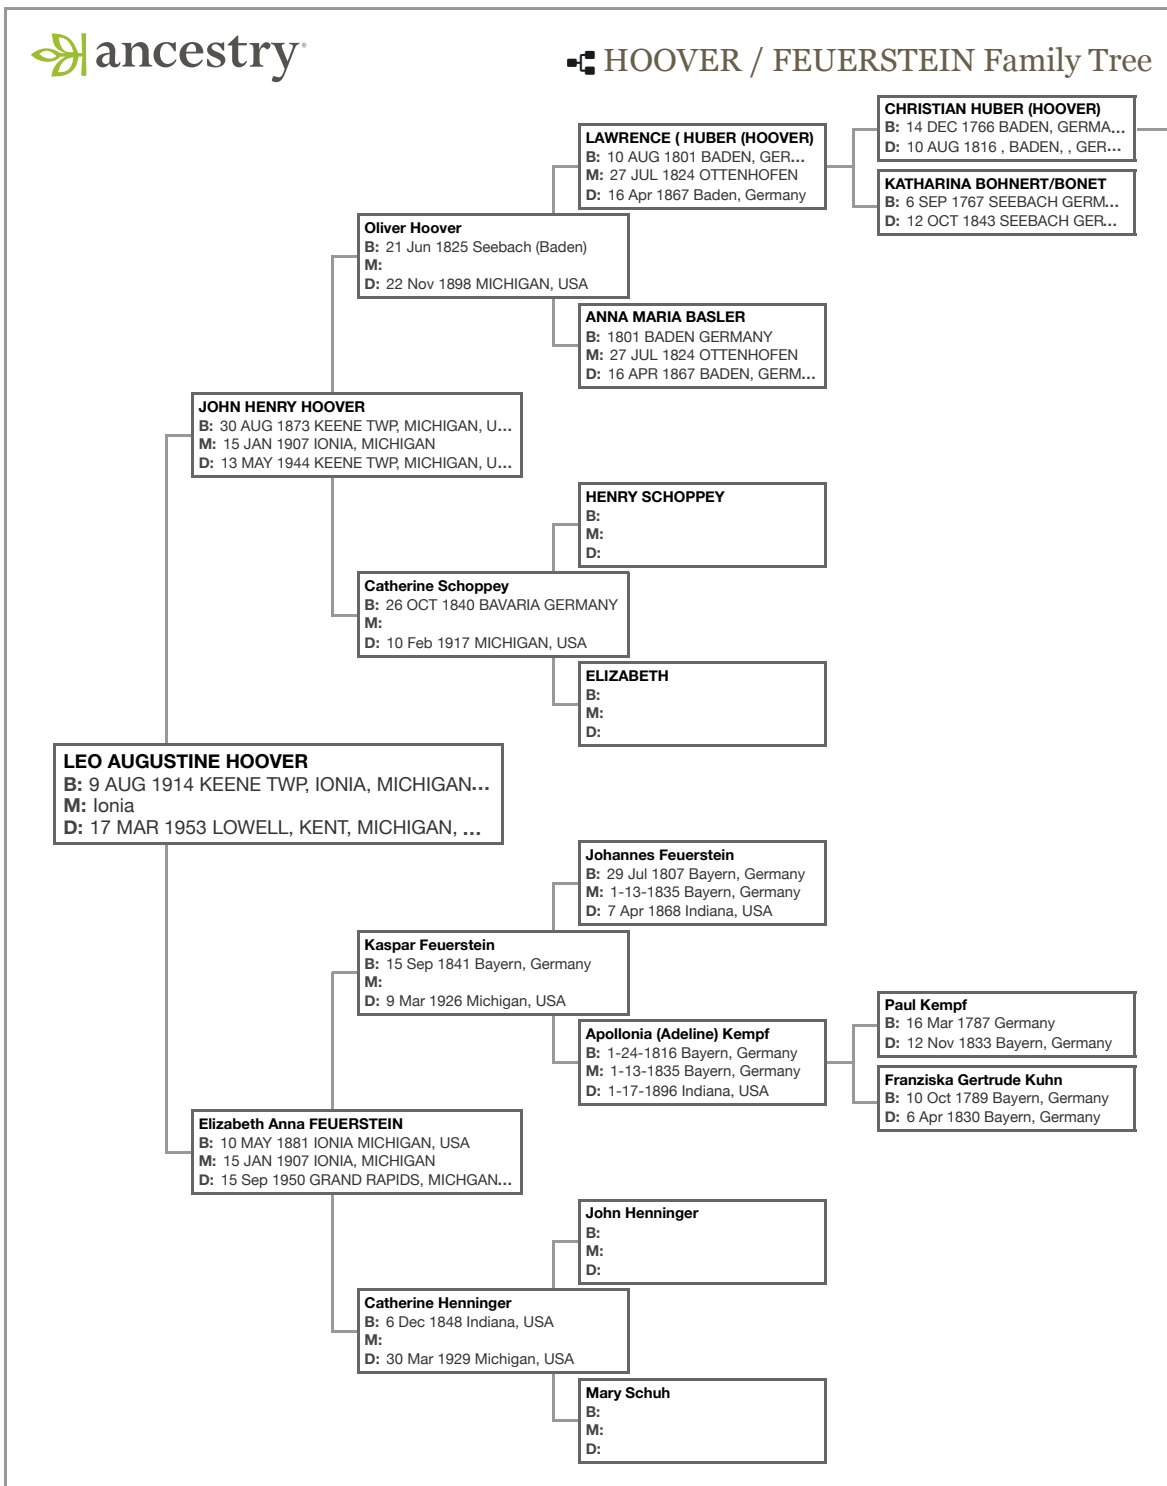 ancestry
HOOVER / FEUERSTEIN Family Tree
CHRISTIAN HUBER (HOOVER)
B: 14 DEC 1766 BADEN, GERMA...
D: 10 AUG 1816 , BADEN, , GER...
LAWRENCE ( HUBER (HOOVER)
B: 10 AUG 1801 BADEN, GER...
M: 27 JUL 1824 OTTENHOFEN
D: 16 Apr 1867 Baden, Germany
KATHARINA BOHNERT/BONET
B: 6 SEP 1767 SEEBACH GERM...
D: 12 OCT 1843 SEEBACH GER...
Oliver Hoover
B: 21 Jun 1825 Seebach (Baden)
M:
D: 22 Nov 1898 MICHIGAN, USA
ANNA MARIA BASLER
B: 1801 BADEN GERMANY
M: 27 JUL 1824 OTTENHOFEN
D: 16 APR 1867 BADEN, GERM...
JOHN HENRY HOOVER
B: 30 AUG 1873 KEENE TWP, MICHIGAN, U...
M: 15 JAN 1907 IONIA, MICHIGAN
D: 13 MAY 1944 KEENE TWP, MICHIGAN, U...
HENRY SCHOPPEY
B:
M:
D:
Catherine Schoppey
B: 26 OCT 1840 BAVARIA GERMANY
M:
D: 10 Feb 1917 MICHIGAN, USA
ELIZABETH
B:
M:
D:
LEO AUGUSTINE HOOVER
B: 9 AUG 1914 KEENE TWP, IONIA, MICHIGAN...
M: Ionia
D: 17 MAR 1953 LOWELL, KENT, MICHIGAN, ...
Johannes Feuerstein
B: 29 Jul 1807 Bayern, Germany
M: 1-13-1835 Bayern, Germany
D: 7 Apr 1868 Indiana, USA
Kaspar Feuerstein
B: 15 Sep 1841 Bayern, Germany
M:
D: 9 Mar 1926 Michigan, USA
Paul Kempf
B: 16 Mar 1787 Germany
D: 12 Nov 1833 Bayern, Germany
Apollonia (Adeline) Kempf
B: 1-24-1816 Bayern, Germany
M: 1-13-1835 Bayern, Germany
D: 1-17-1896 Indiana, USA
Franziska Gertrude Kuhn
B: 10 Oct 1789 Bayern, Germany
D: 6 Apr 1830 Bayern, Germany
Elizabeth Anna FEUERSTEIN
B: 10 MAY 1881 IONIA MICHIGAN, USA
M: 15 JAN 1907 IONIA, MICHIGAN
D: 15 Sep 1950 GRAND RAPIDS, MICHGAN...
John Henninger
B:
M:
D:
Catherine Henninger
B: 6 Dec 1848 Indiana, USA
M:
D: 30 Mar 1929 Michigan, USA
Mary Schuh
B:
M:
D: